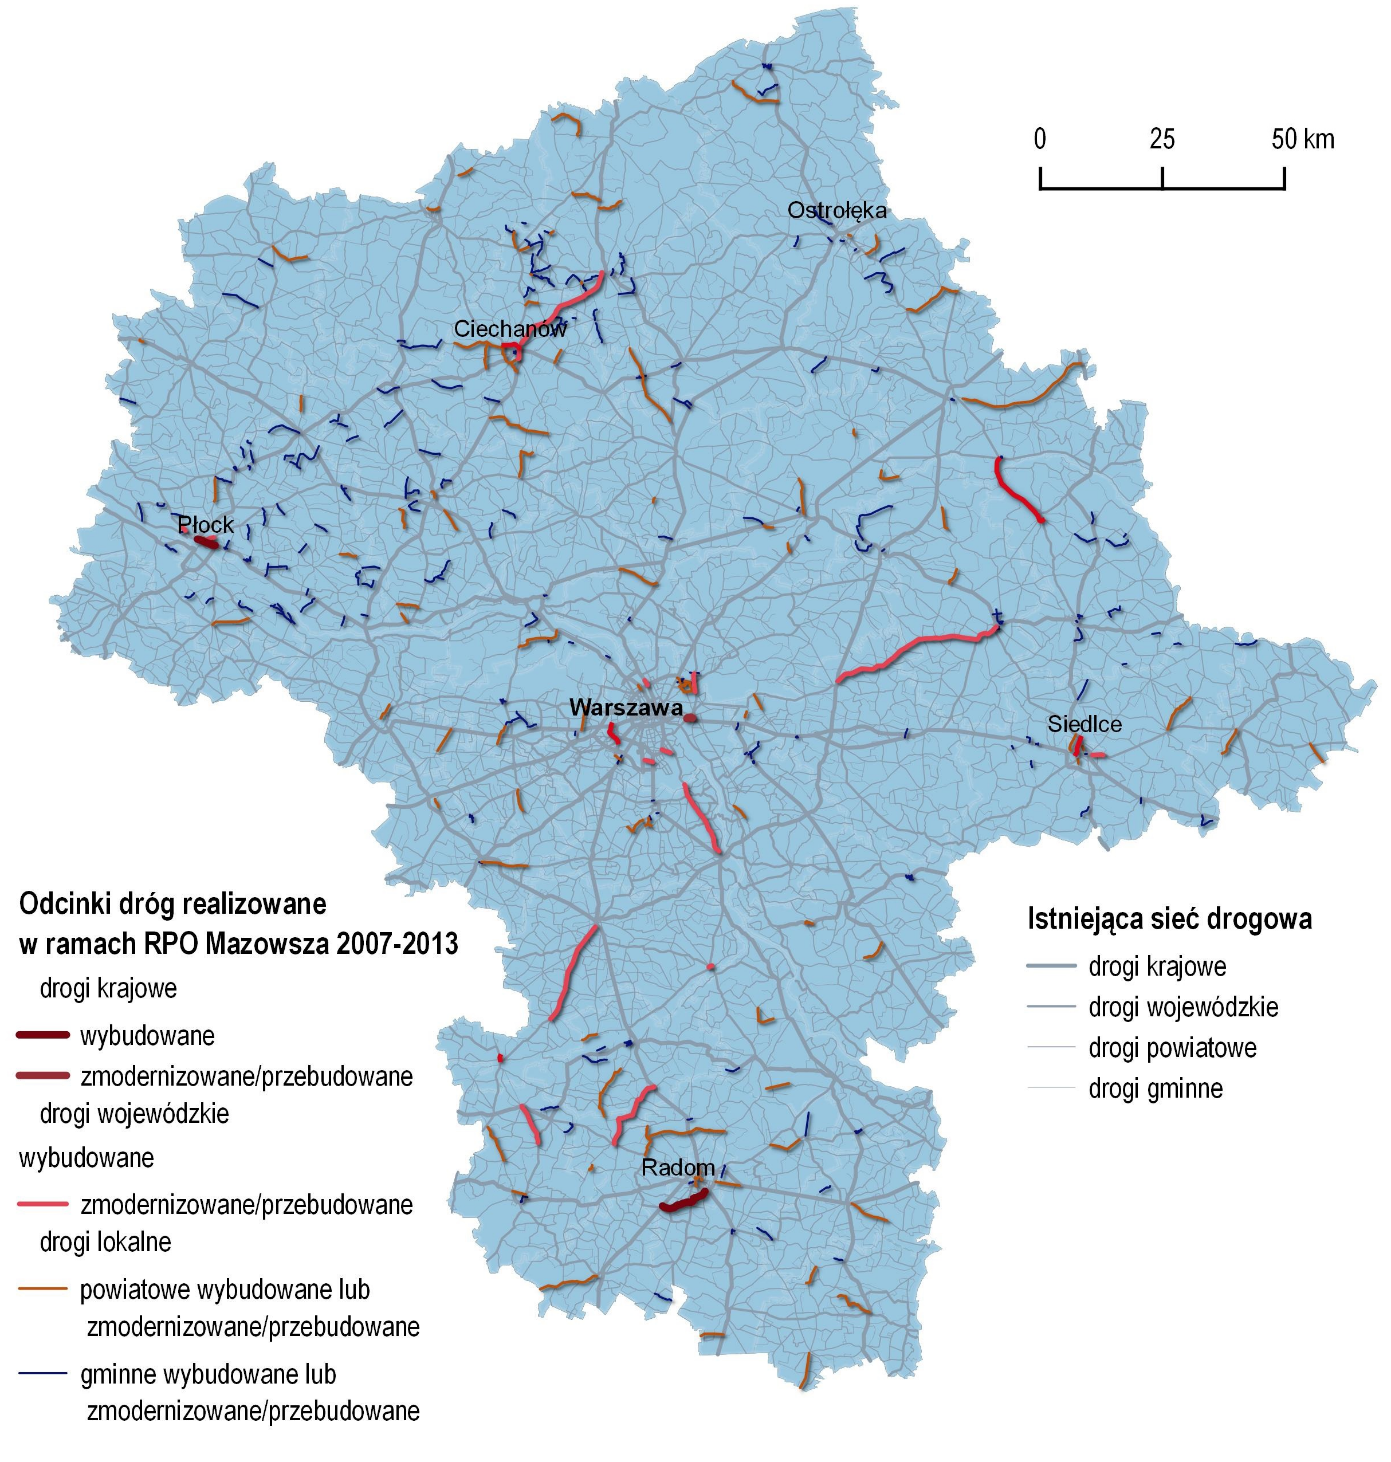 0 25 50 km
Ostrołęka
Ciechanów
Płock
Warszawa
Siedlce
Radom
Odcinki dróg realizowane
w ramach RPO Mazowsza 2007-2013
drogi krajowe
wybudowane
zmodernizowane/przebudowane
drogi wojewódzkie
wybudowane
zmodernizowane/przebudowane
drogi lokalne
powiatowe wybudowane lub
zmodernizowane/przebudowane
gminne wybudowane lub
zmodernizowane/przebudowane
Istniejąca sieć drogowa
drogi krajowe
drogi wojewódzkie
drogi powiatowe
drogi gminne